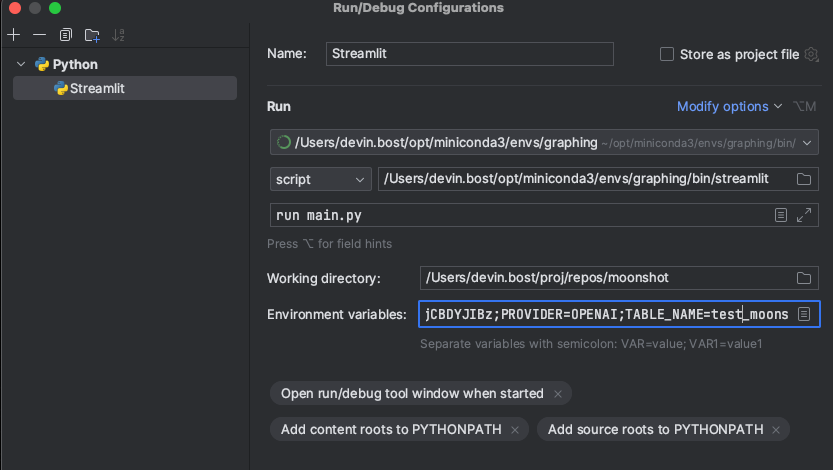 Run/Debug Configurations
Name: Streamlit Store as project file
Python
Streamlit
Run Modify options ⌥M
/Users/devin.bost/opt/miniconda3/envs/graphing ~/opt/miniconda3/envs/graphing/bin/
script /Users/devin.bost/opt/miniconda3/envs/graphing/bin/streamlit
run main.py
Press ⌥ for field hints
Working directory: /Users/devin.bost/proj/repos/moonshot
Environment variables: jCBDYJIBz;PROVIDER=OPENAI;TABLE_NAME=test_moons
Separate variables with semicolon: VAR=value; VAR1=value1
Open run/debug tool window when started ×
Add content roots to PYTHONPATH × Add source roots to PYTHONPATH ×